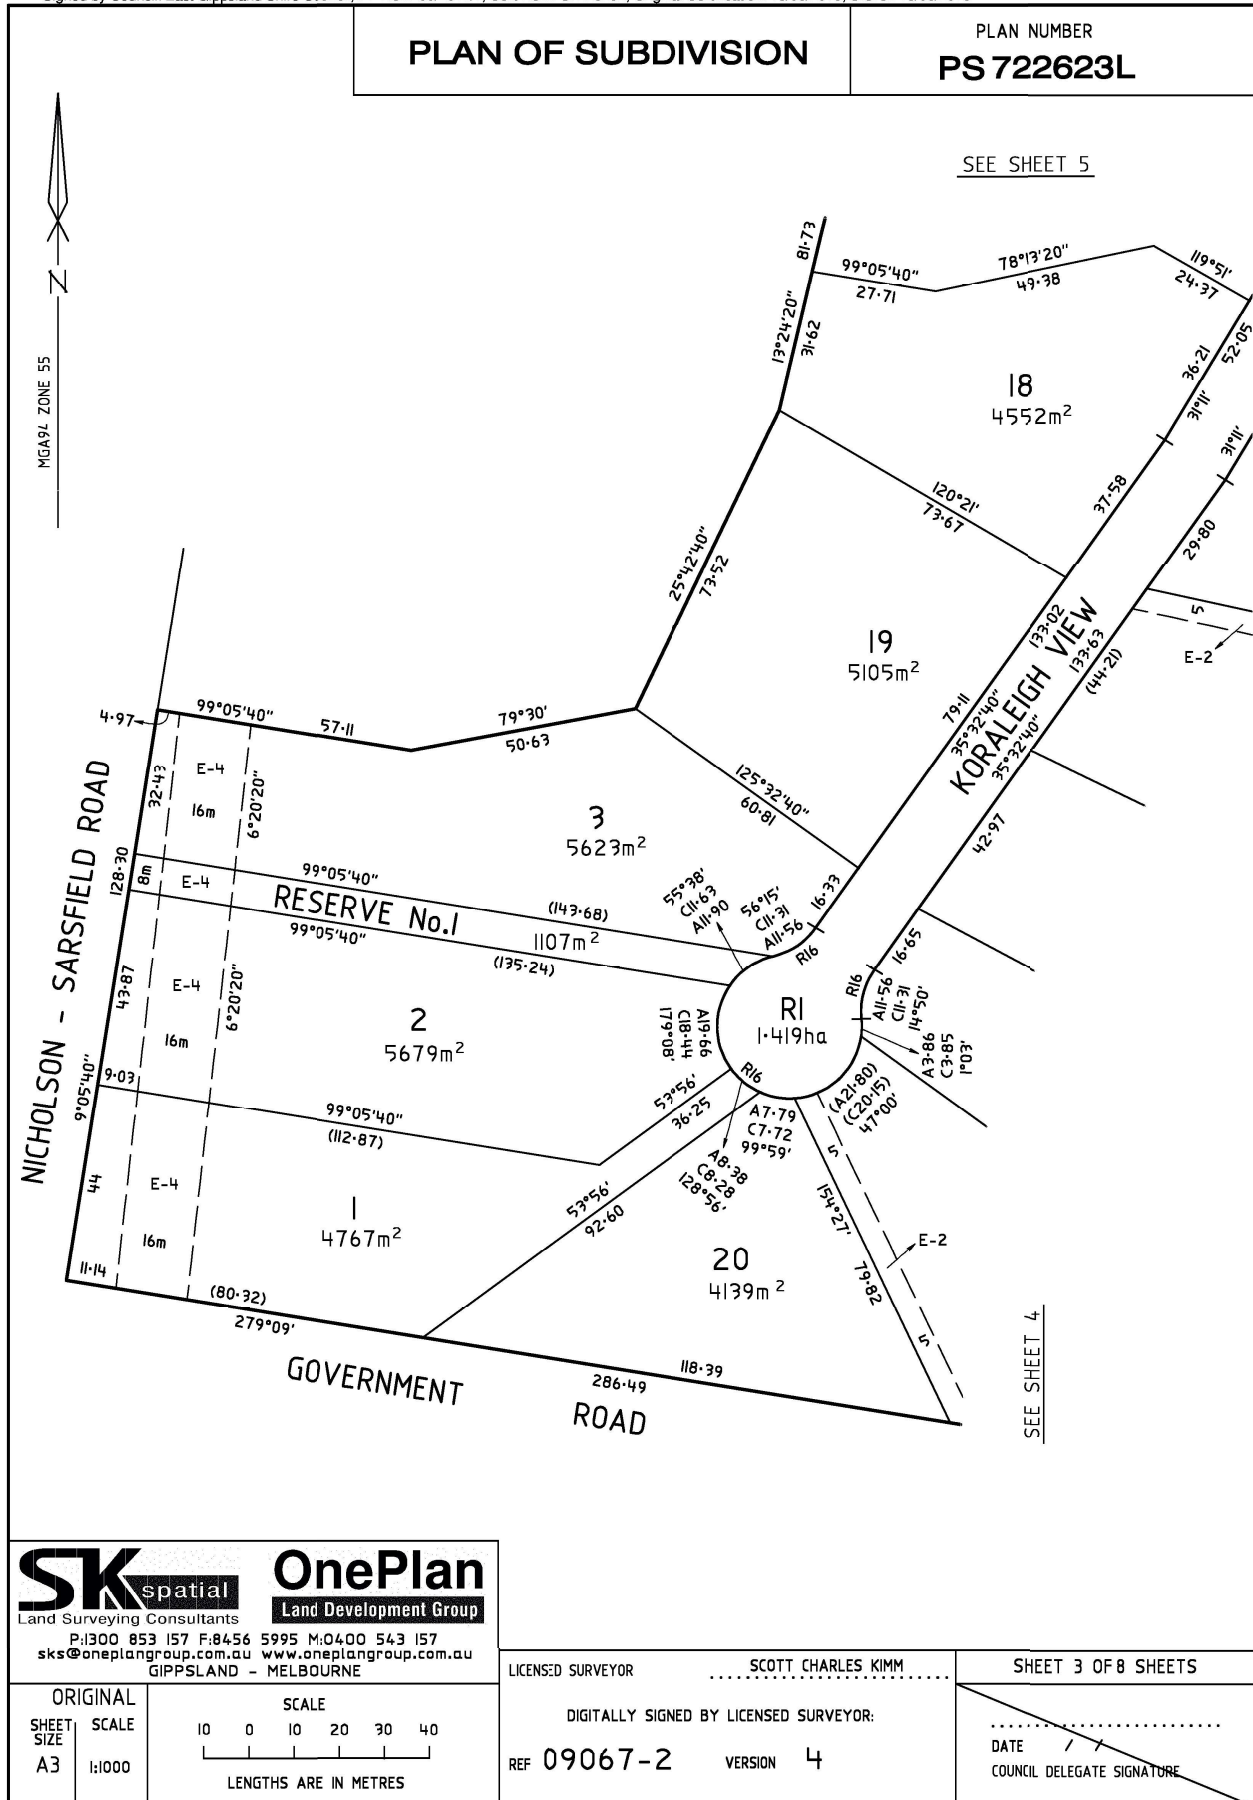 PLAN OF SUBDIVISION
PLAN NUMBER
PS 722623L
SEE SHEET 5
MGA94 ZONE 55
N
81·73
99°05'40"
27·71
78°13'20"
49·38
119°51'
24·37
13°24'20"
31·62
36·21
52·05
31°11'
31°11'
18
4552m²
120°21'
73·67
37·58
29·80
25°42'40"
73·52
19
5105m²
133·02
79·11
35°32'40"
KORALEIGH VIEW
133·63
(44·21)
35°32'40"
5
E-2
42·97
4·97
99°05'40"
57·11
79°30'
50·63
125°32'40"
60·81
NICHOLSON - SARSFIELD ROAD
32·43
E-4
16m
6°20'20"
3
5623m²
128·30
8m
E-4
99°05'40"
RESERVE No.1
(143·68)
99°05'40"
1107m²
(135·24)
55°38'
C11·63
A11·90
56°15'
C11·31
A11·56
16·33
R16
16·65
R16
A11·56
C11·31
14°50'
43·87
E-4
6°20'20"
16m
2
5679m²
R1
1·419ha
A19·66
C18·44
179°08'
R16
A3·86
C3·85
1°03'
9°05'40"
9·03
99°05'40"
(112·87)
53°56'
36·25
A7·79
C7·72
99°59'
(A21·80)
(C20·15)
47°00'
A8·38
C8·28
128°56'
44
E-4
16m
1
4767m²
53°56'
92·60
5
154°27'
79·82
E-2
5
20
4139m²
11·14
(80·32)
279°09'
118·39
286·49
GOVERNMENT ROAD
SEE SHEET 4
SK spatial
Land Surveying Consultants
OnePlan
Land Development Group
P:1300 853 157 F:8456 5995 M:0400 543 157
sks@oneplangroup.com.au www.oneplangroup.com.au
GIPPSLAND - MELBOURNE
ORIGINAL
SHEET SIZE
SCALE
A3
1:1000
SCALE
10 0 10 20 30 40
LENGTHS ARE IN METRES
LICENSED SURVEYOR SCOTT CHARLES KIMM
DIGITALLY SIGNED BY LICENSED SURVEYOR:
REF 09067-2 VERSION 4
SHEET 3 OF 8 SHEETS
DATE / /
COUNCIL DELEGATE SIGNATURE